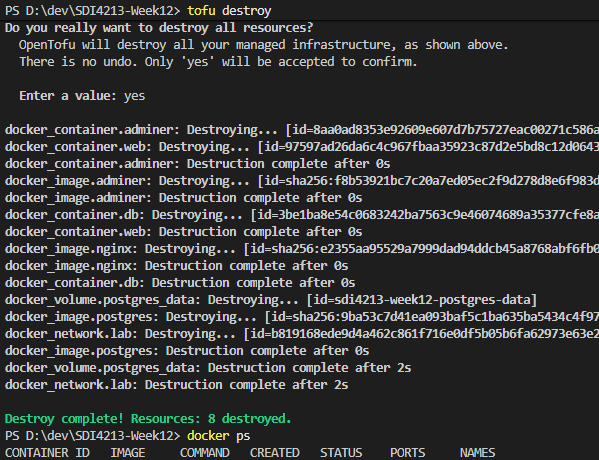 PS D:\dev\SDI4213-Week12> tofu destroy
Do you really want to destroy all resources?
OpenTofu will destroy all your managed infrastructure, as shown above.
There is no undo. Only 'yes' will be accepted to confirm.
Enter a value: yes
docker_container.adminer: Destroying... [id=8aa0ad8353e92609e607d7b75727eac00271c586a
docker_container.web: Destroying... [id=97597ad26da6c4c967fbaa35923c87d2e5bd8c12d0643
docker_container.adminer: Destruction complete after 0s
docker_image.adminer: Destroying... [id=sha256:f8b53921bc7c20a7ed05ec2f9d278d8e6f983d
docker_image.adminer: Destruction complete after 0s
docker_container.db: Destroying... [id=3be1ba8e54c0683242ba7563c9e46074689a35377cfe8a
docker_container.web: Destruction complete after 0s
docker_image.nginx: Destroying... [id=sha256:e2355aa95529a7999dad94ddcb45a8768abf6fb0
docker_image.nginx: Destruction complete after 0s
docker_container.db: Destruction complete after 0s
docker_volume.postgres_data: Destroying... [id=sdi4213-week12-postgres-data]
docker_image.postgres: Destroying... [id=sha256:9ba53c7d41ea093baf5c1ba635ba5434c4f97
docker_network.lab: Destroying... [id=b819168ede9d4a462c861f716e0df5b05b6fa62973e63e2
docker_image.postgres: Destruction complete after 0s
docker_volume.postgres_data: Destruction complete after 2s
docker_network.lab: Destruction complete after 2s
Destroy complete! Resources: 8 destroyed.
PS D:\dev\SDI4213-Week12> docker ps
CONTAINER ID IMAGE COMMAND CREATED STATUS PORTS NAMES